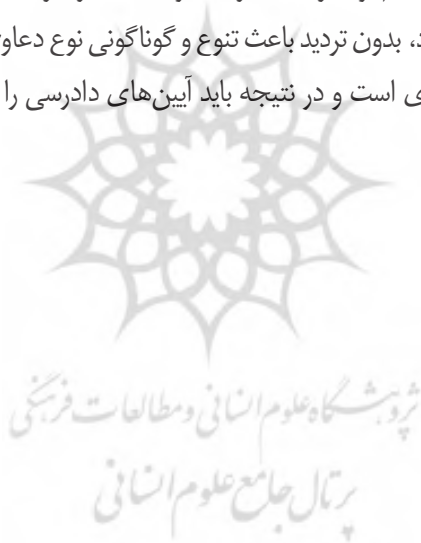 د، بدون تردید باعث تنوع و گوناگونی نوع دعاو
ی است و در نتیجه باید آیین‌های دادرسی را
پژوهشگاه علوم انسانی و مطالعات فرهنگی
پرتال جامع علوم انسانی